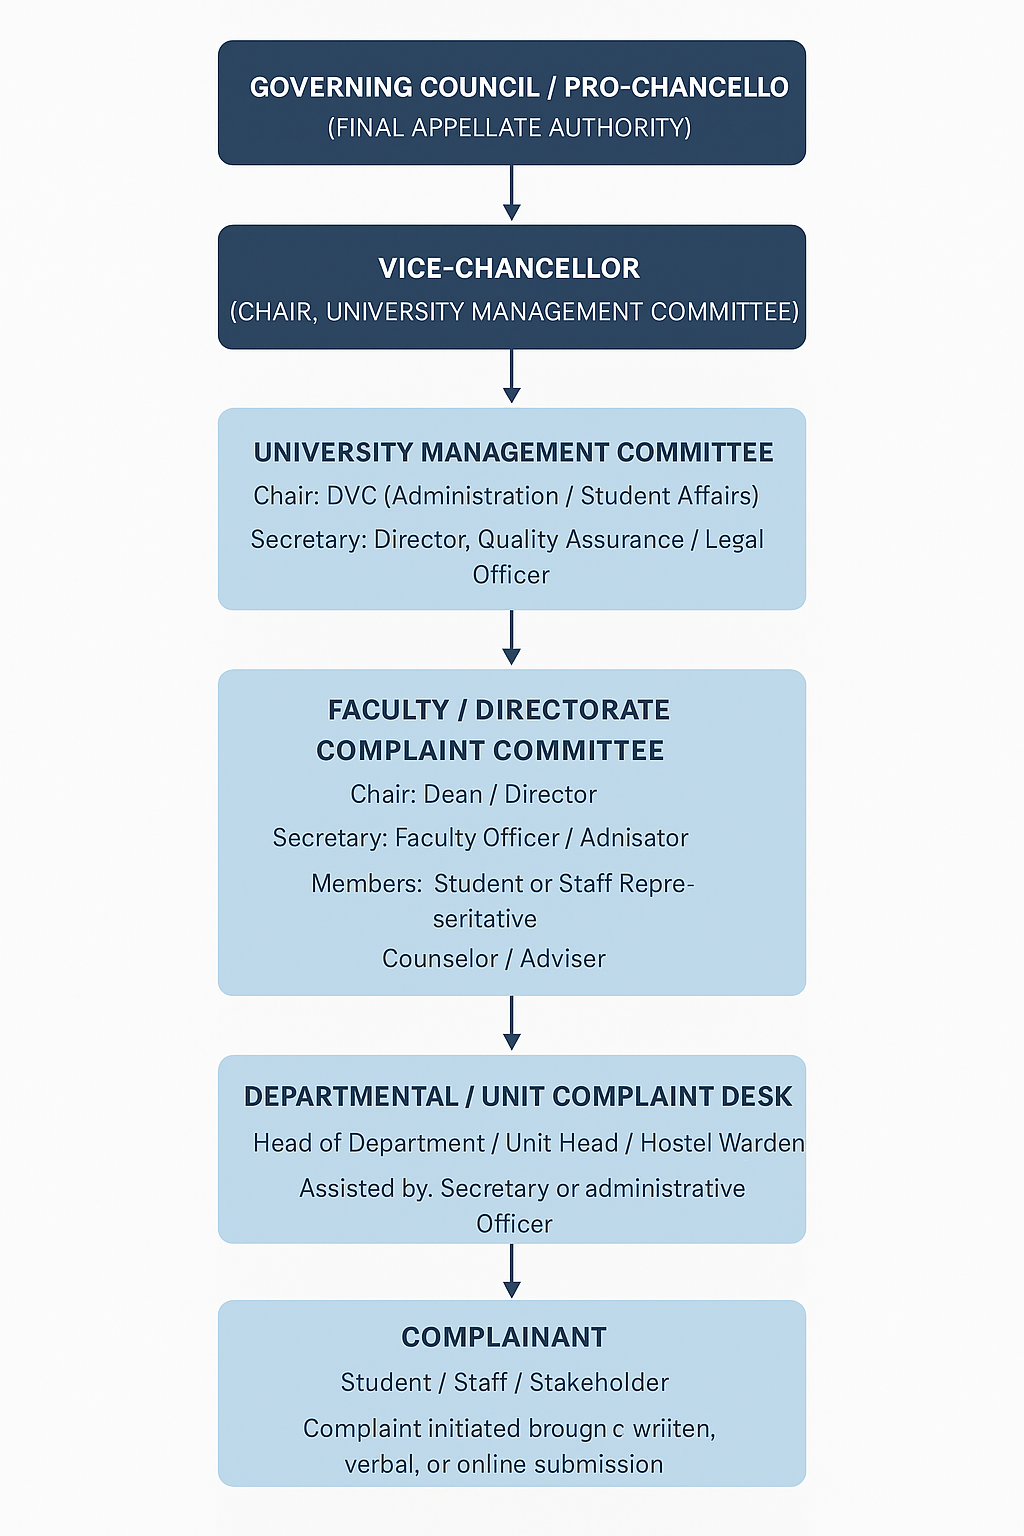 GOVERNING COUNCIL / PRO-CHANCELLO
(FINAL APPELLATE AUTHORITY)
VICE-CHANCELLOR
(CHAIR, UNIVERSITY MANAGEMENT COMMITTEE)
UNIVERSITY MANAGEMENT COMMITTEE
Chair: DVC (Administration / Student Affairs)
Secretary: Director, Quality Assurance / Legal
Officer
FACULTY / DIRECTORATE
COMPLAINT COMMITTEE
Chair: Dean / Director
Secretary: Faculty Officer / Adnisator
Members: Student or Staff Repre-
seritative
Counselor / Adviser
DEPARTMENTAL / UNIT COMPLAINT DESK
Head of Department / Unit Head / Hostel Warden
Assisted by. Secretary or administrative
Officer
COMPLAINANT
Student / Staff / Stakeholder
Complaint initiated brougn c wriiten,
verbal, or online submission